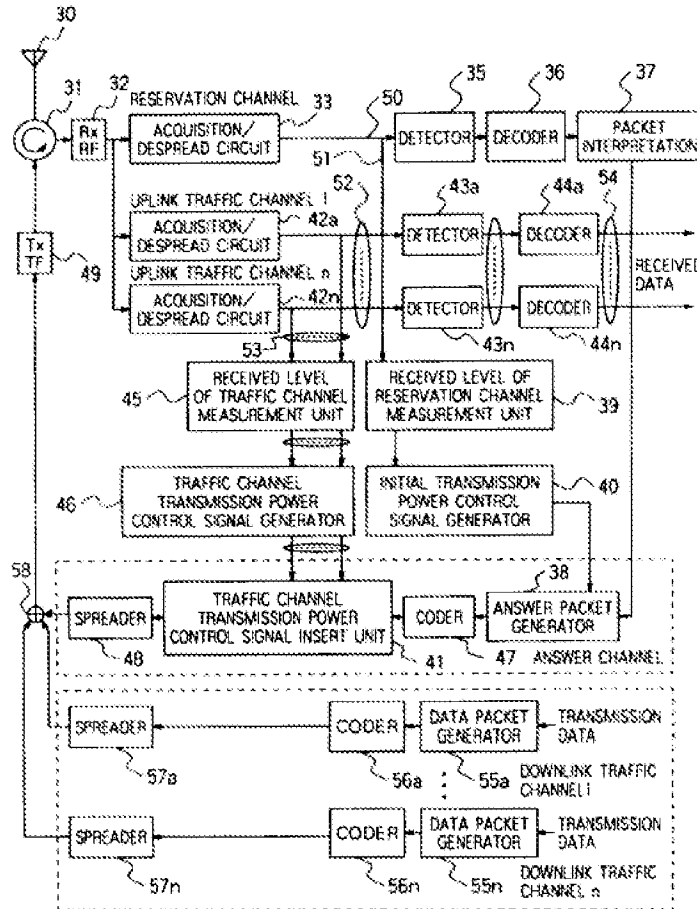 30
31
32
RESERVATION CHANNEL
33
50
35
36
37
Rx
RF
ACQUISITION/
DESPREAD CIRCUIT
DETECTOR
DECODER
PACKET
INTERPRETATION
51
UPLINK TRAFFIC CHANNEL 1
42a
52
43a
44a
54
ACQUISITION/
DESPREAD CIRCUIT
DETECTOR
DECODER
Tx
TF
49
UPLINK TRAFFIC CHANNEL n
42n
RECEIVED
DATA
ACQUISITION/
DESPREAD CIRCUIT
DETECTOR
DECODER
53
43n
44n
45
RECEIVED LEVEL
OF TRAFFIC CHANNEL
MEASUREMENT UNIT
RECEIVED LEVEL OF
RESERVATION CHANNEL
MEASUREMENT UNIT
39
46
TRAFFIC CHANNEL
TRANSMISSION POWER
CONTROL SIGNAL GENERATOR
INITIAL TRANSMISSION
POWER CONTROL
SIGNAL GENERATOR
40
58
38
SPREADER
TRAFFIC CHANNEL
TRANSMISSION POWER
CONTROL SIGNAL INSERT UNIT
CODER
ANSWER PACKET
GENERATOR
48
41
47
ANSWER CHANNEL
SPREADER
CODER
DATA PACKET
GENERATOR
TRANSMISSION
DATA
57a
56a
55a
DOWNLINK TRAFFIC
CHANNEL 1
SPREADER
CODER
DATA PACKET
GENERATOR
TRANSMISSION
DATA
57n
56n
55n
DOWNLINK TRAFFIC
CHANNEL n